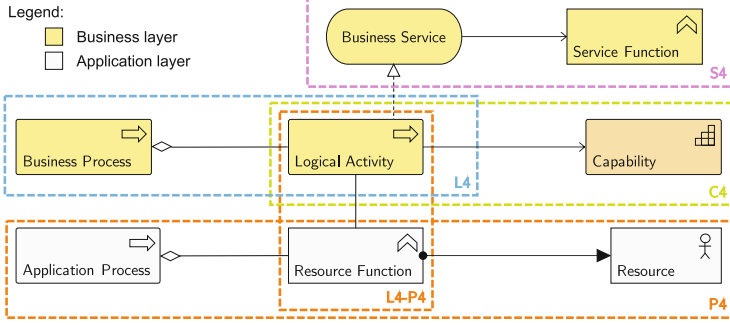 Legend:
Business layer
Application layer
Business Service
Service Function
S4
Business Process
Logical Activity
Capability
L4
C4
Application Process
Resource Function
Resource
L4-P4
P4